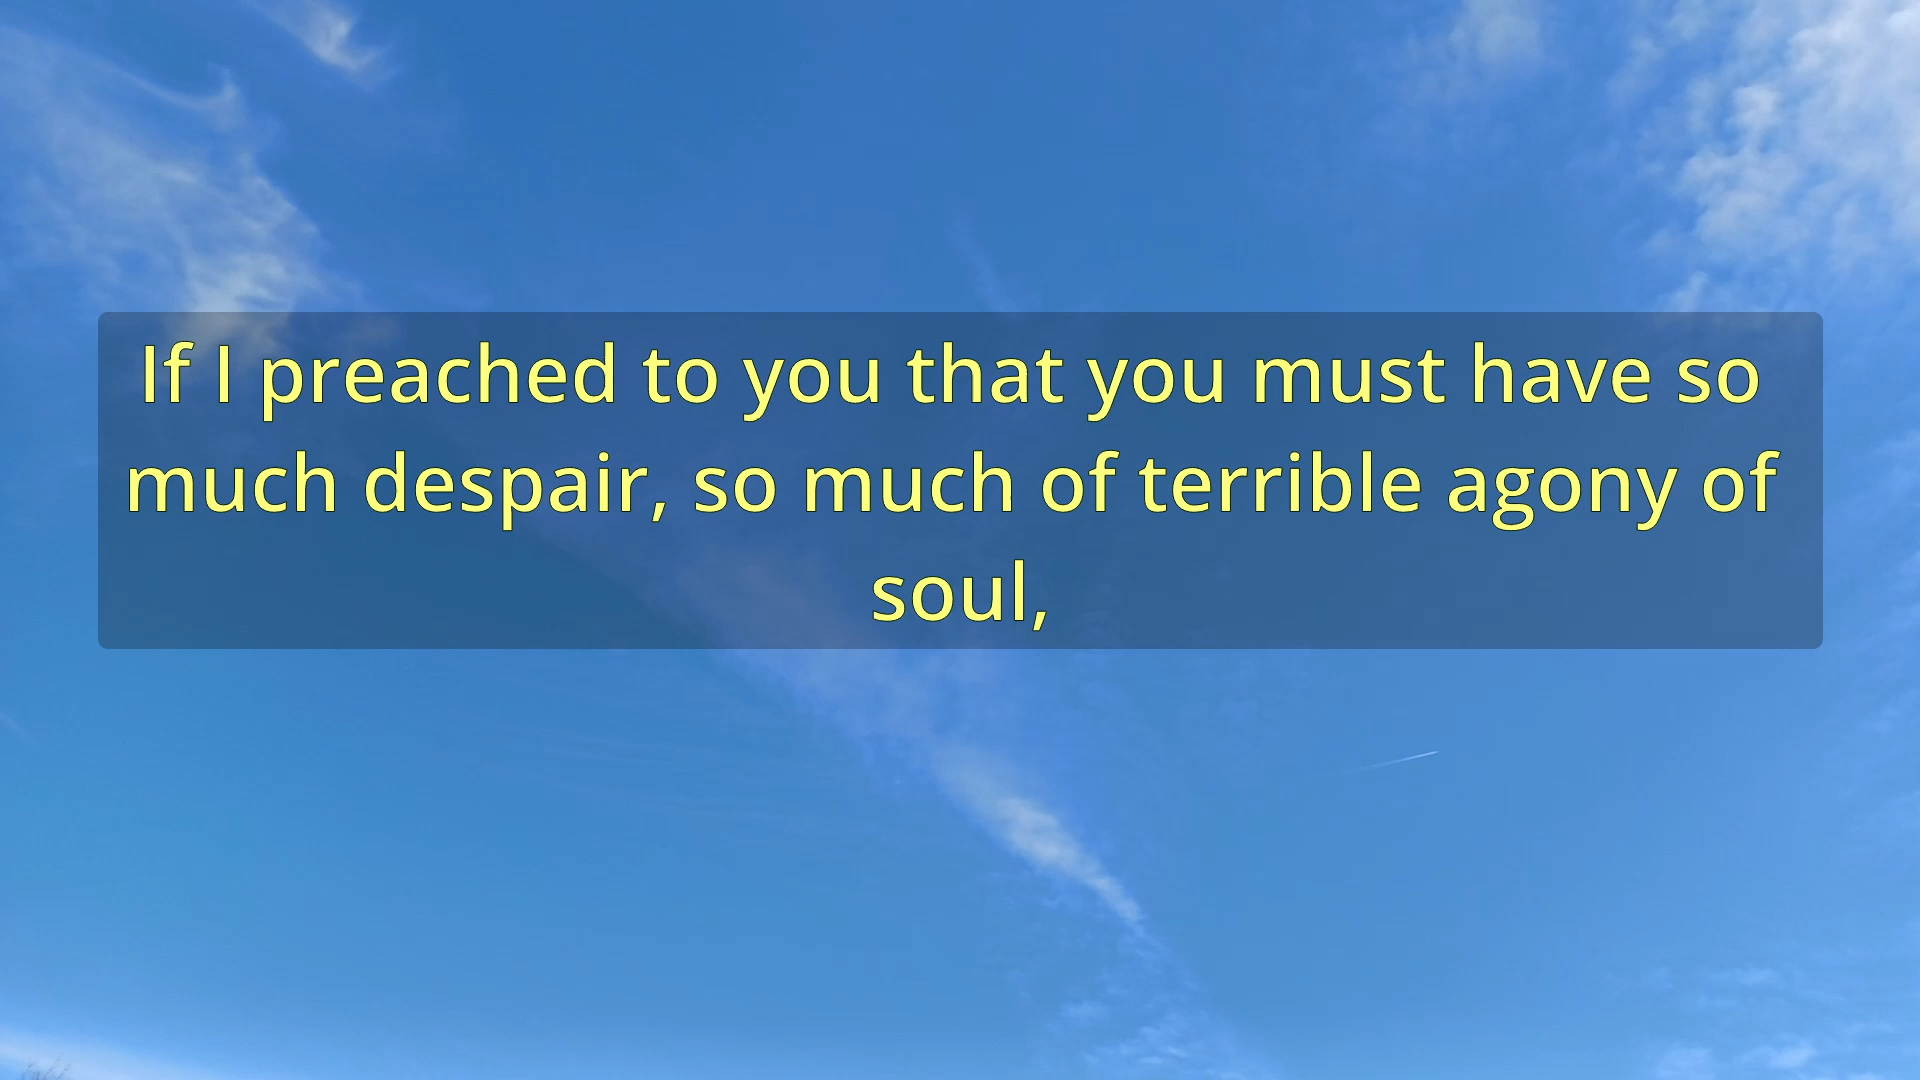 If I preached to you that you must have so
much despair, so much of terrible agony of
soul,